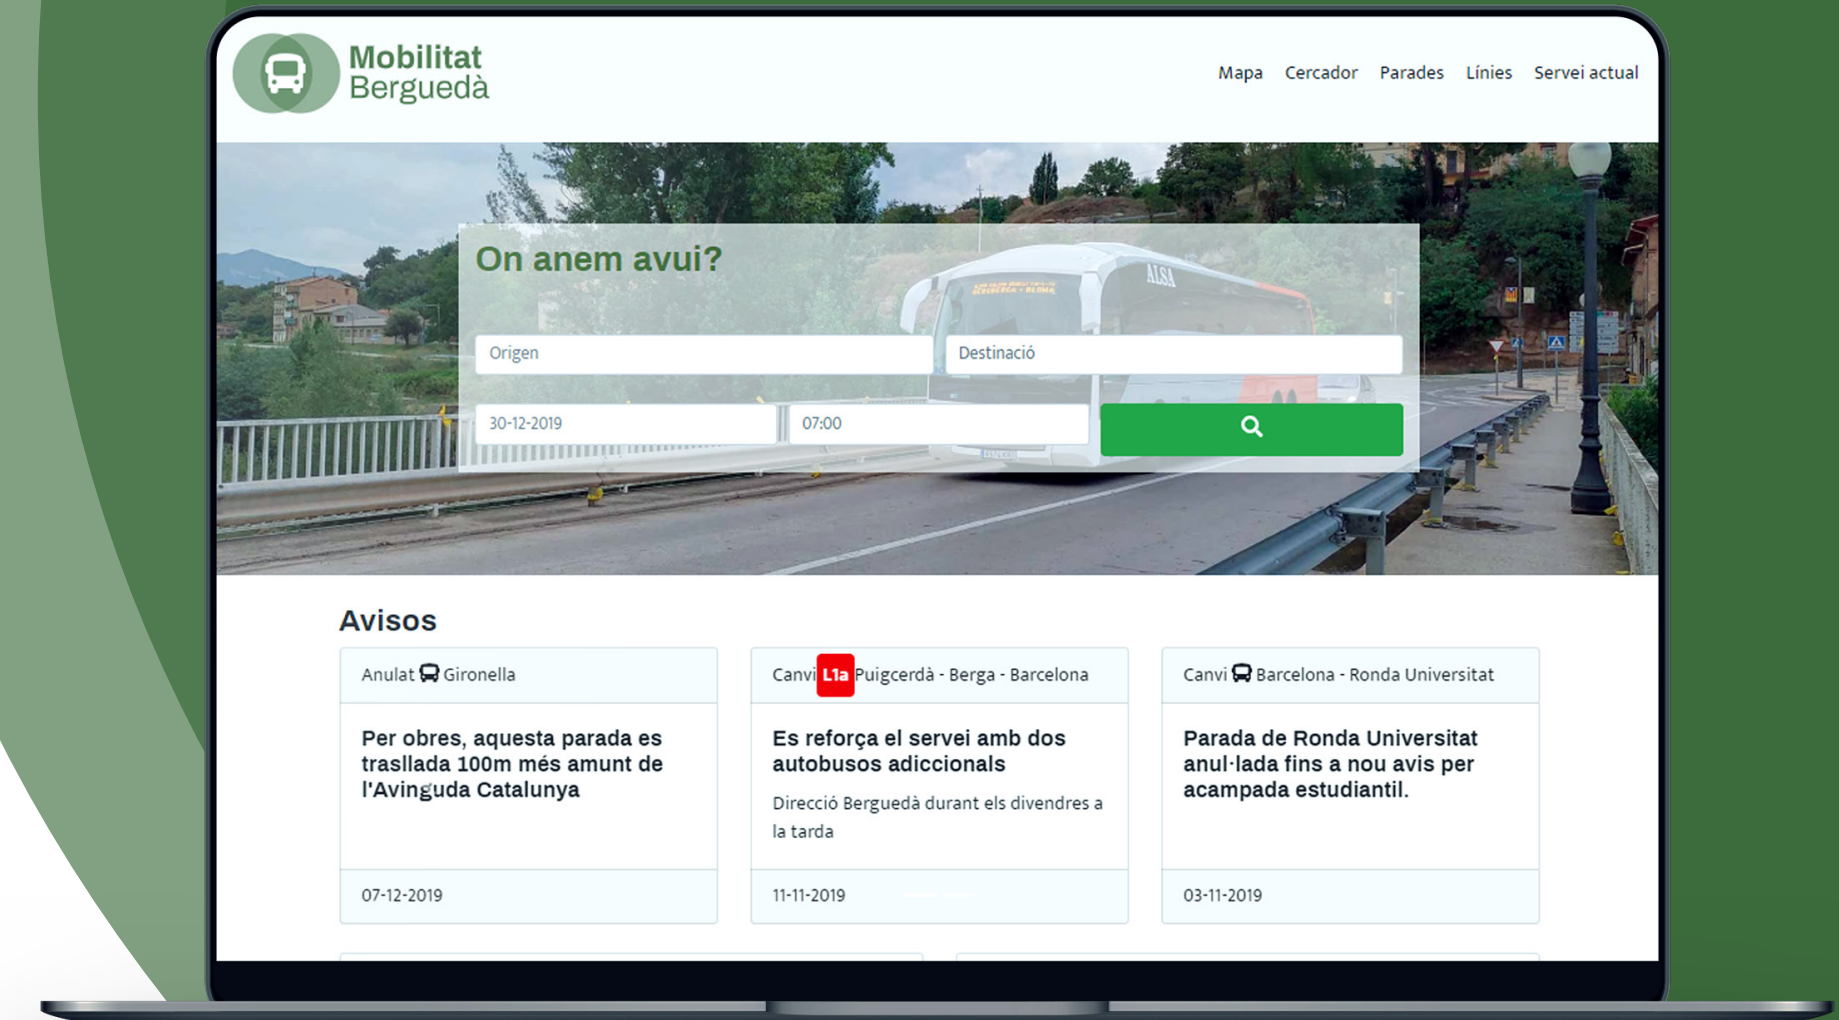 Mobilitat
Berguedà
Mapa Cercador Parades Línies Servei actual
On anem avui?
ALSA
Origen
Destinació
30-12-2019
07:00
Avisos
Anulat Gironella
Per obres, aquesta parada es
trasllada 100m més amunt de
l'Avinguda Catalunya
07-12-2019
Canvi L1a Puigcerdà - Berga - Barcelona
Es reforça el servei amb dos
autobusos adiccionals
Direcció Berguedà durant els divendres a
la tarda
11-11-2019
Canvi Barcelona - Ronda Universitat
Parada de Ronda Universitat
anul·lada fins a nou avis per
acampada estudiantil.
03-11-2019